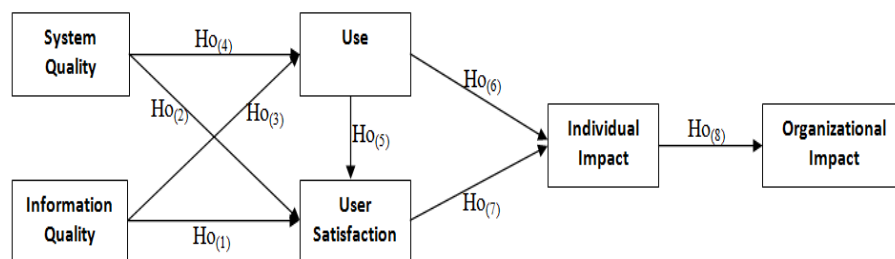 System
Quality
Ho(4)
Use
Ho(2)
Ho(3)
Ho(6)
Ho(5)
Individual
Impact
Ho(8)
Organizational
Impact
Information
Quality
Ho(1)
User
Satisfaction
Ho(7)